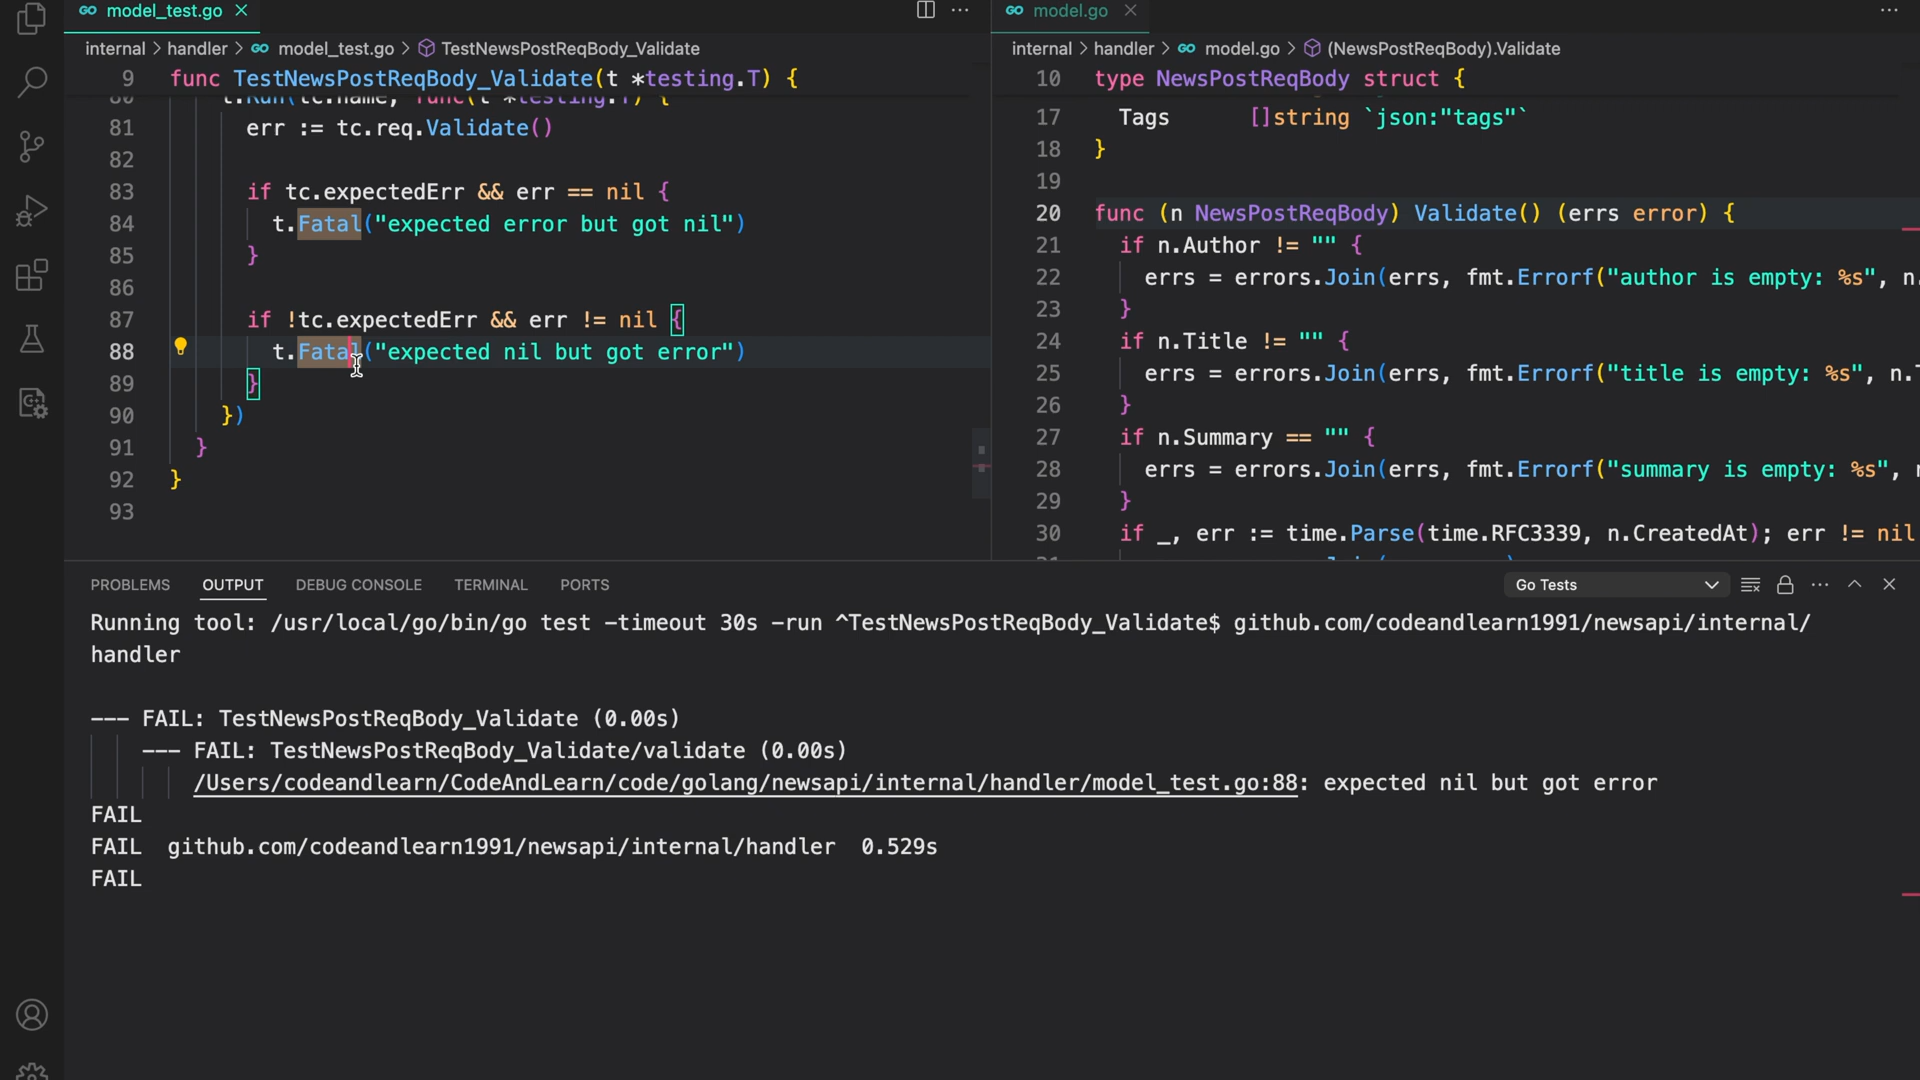 model_test.go
internal > handler > model_test.go > TestNewsPostReqBody_Validate
9 func TestNewsPostReqBody_Validate(t *testing.T) {
80 t.Run(tc.name, func(t *testing.T) {
81 err := tc.req.Validate()
82
83 if tc.expectedErr && err == nil {
84 t.Fatal("expected error but got nil")
85 }
86
87 if !tc.expectedErr && err != nil {
88 t.Fatal("expected nil but got error")
89 }
90 })
91 }
92 }
93
model.go
internal > handler > model.go > (NewsPostReqBody).Validate
10 type NewsPostReqBody struct {
17 Tags []string `json:"tags"`
18 }
19
20 func (n NewsPostReqBody) Validate() (errs error) {
21 if n.Author != "" {
22 errs = errors.Join(errs, fmt.Errorf("author is empty: %s", n.
23 }
24 if n.Title != "" {
25 errs = errors.Join(errs, fmt.Errorf("title is empty: %s", n.T
26 }
27 if n.Summary == "" {
28 errs = errors.Join(errs, fmt.Errorf("summary is empty: %s",
29 }
30 if _, err := time.Parse(time.RFC3339, n.CreatedAt); err != nil
PROBLEMS OUTPUT DEBUG CONSOLE TERMINAL PORTS Go Tests
Running tool: /usr/local/go/bin/go test -timeout 30s -run ^TestNewsPostReqBody_Validate$ github.com/codeandlearn1991/newsapi/internal/
handler
--- FAIL: TestNewsPostReqBody_Validate (0.00s)
--- FAIL: TestNewsPostReqBody_Validate/validate (0.00s)
/Users/codeandlearn/CodeAndLearn/code/golang/newsapi/internal/handler/model_test.go:88: expected nil but got error
FAIL
FAIL github.com/codeandlearn1991/newsapi/internal/handler 0.529s
FAIL